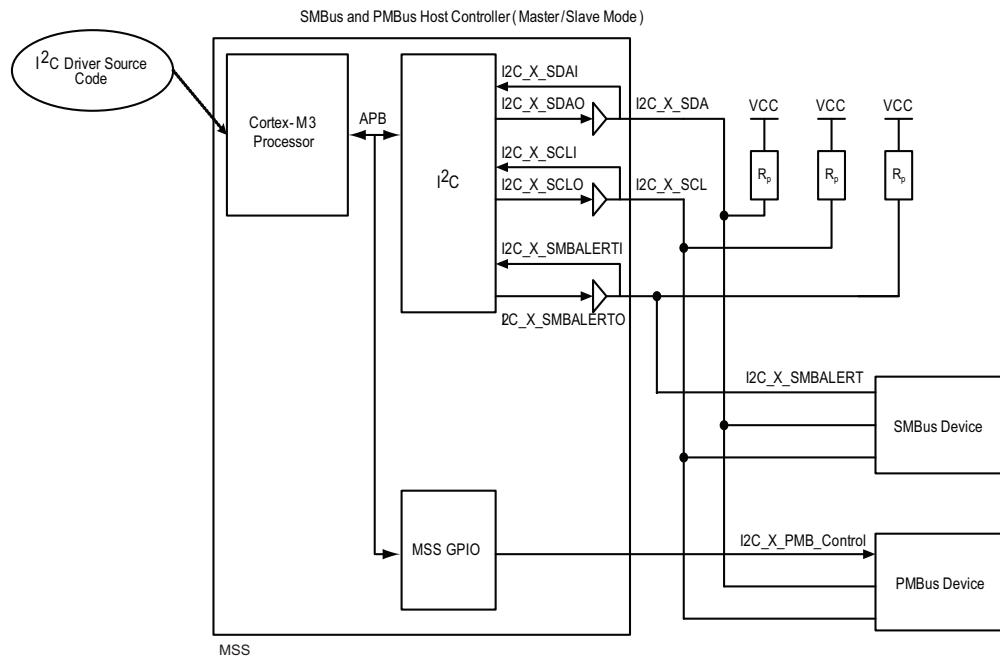 SMBus and PMBus Host Controller (Master/Slave Mode)
I2C Driver Source
Code
Cortex-M3
Processor
APB
I2C
I2C_X_SDAI
I2C_X_SDAO
I2C_X_SDA
I2C_X_SCLI
I2C_X_SCLO
I2C_X_SCL
I2C_X_SMBALERTI
I2C_X_SMBALERTO
VCC
VCC
VCC
Rp
Rp
Rp
I2C_X_SMBALERT
SMBus Device
MSS GPIO
I2C_X_PMB_Control
PMBus Device
MSS